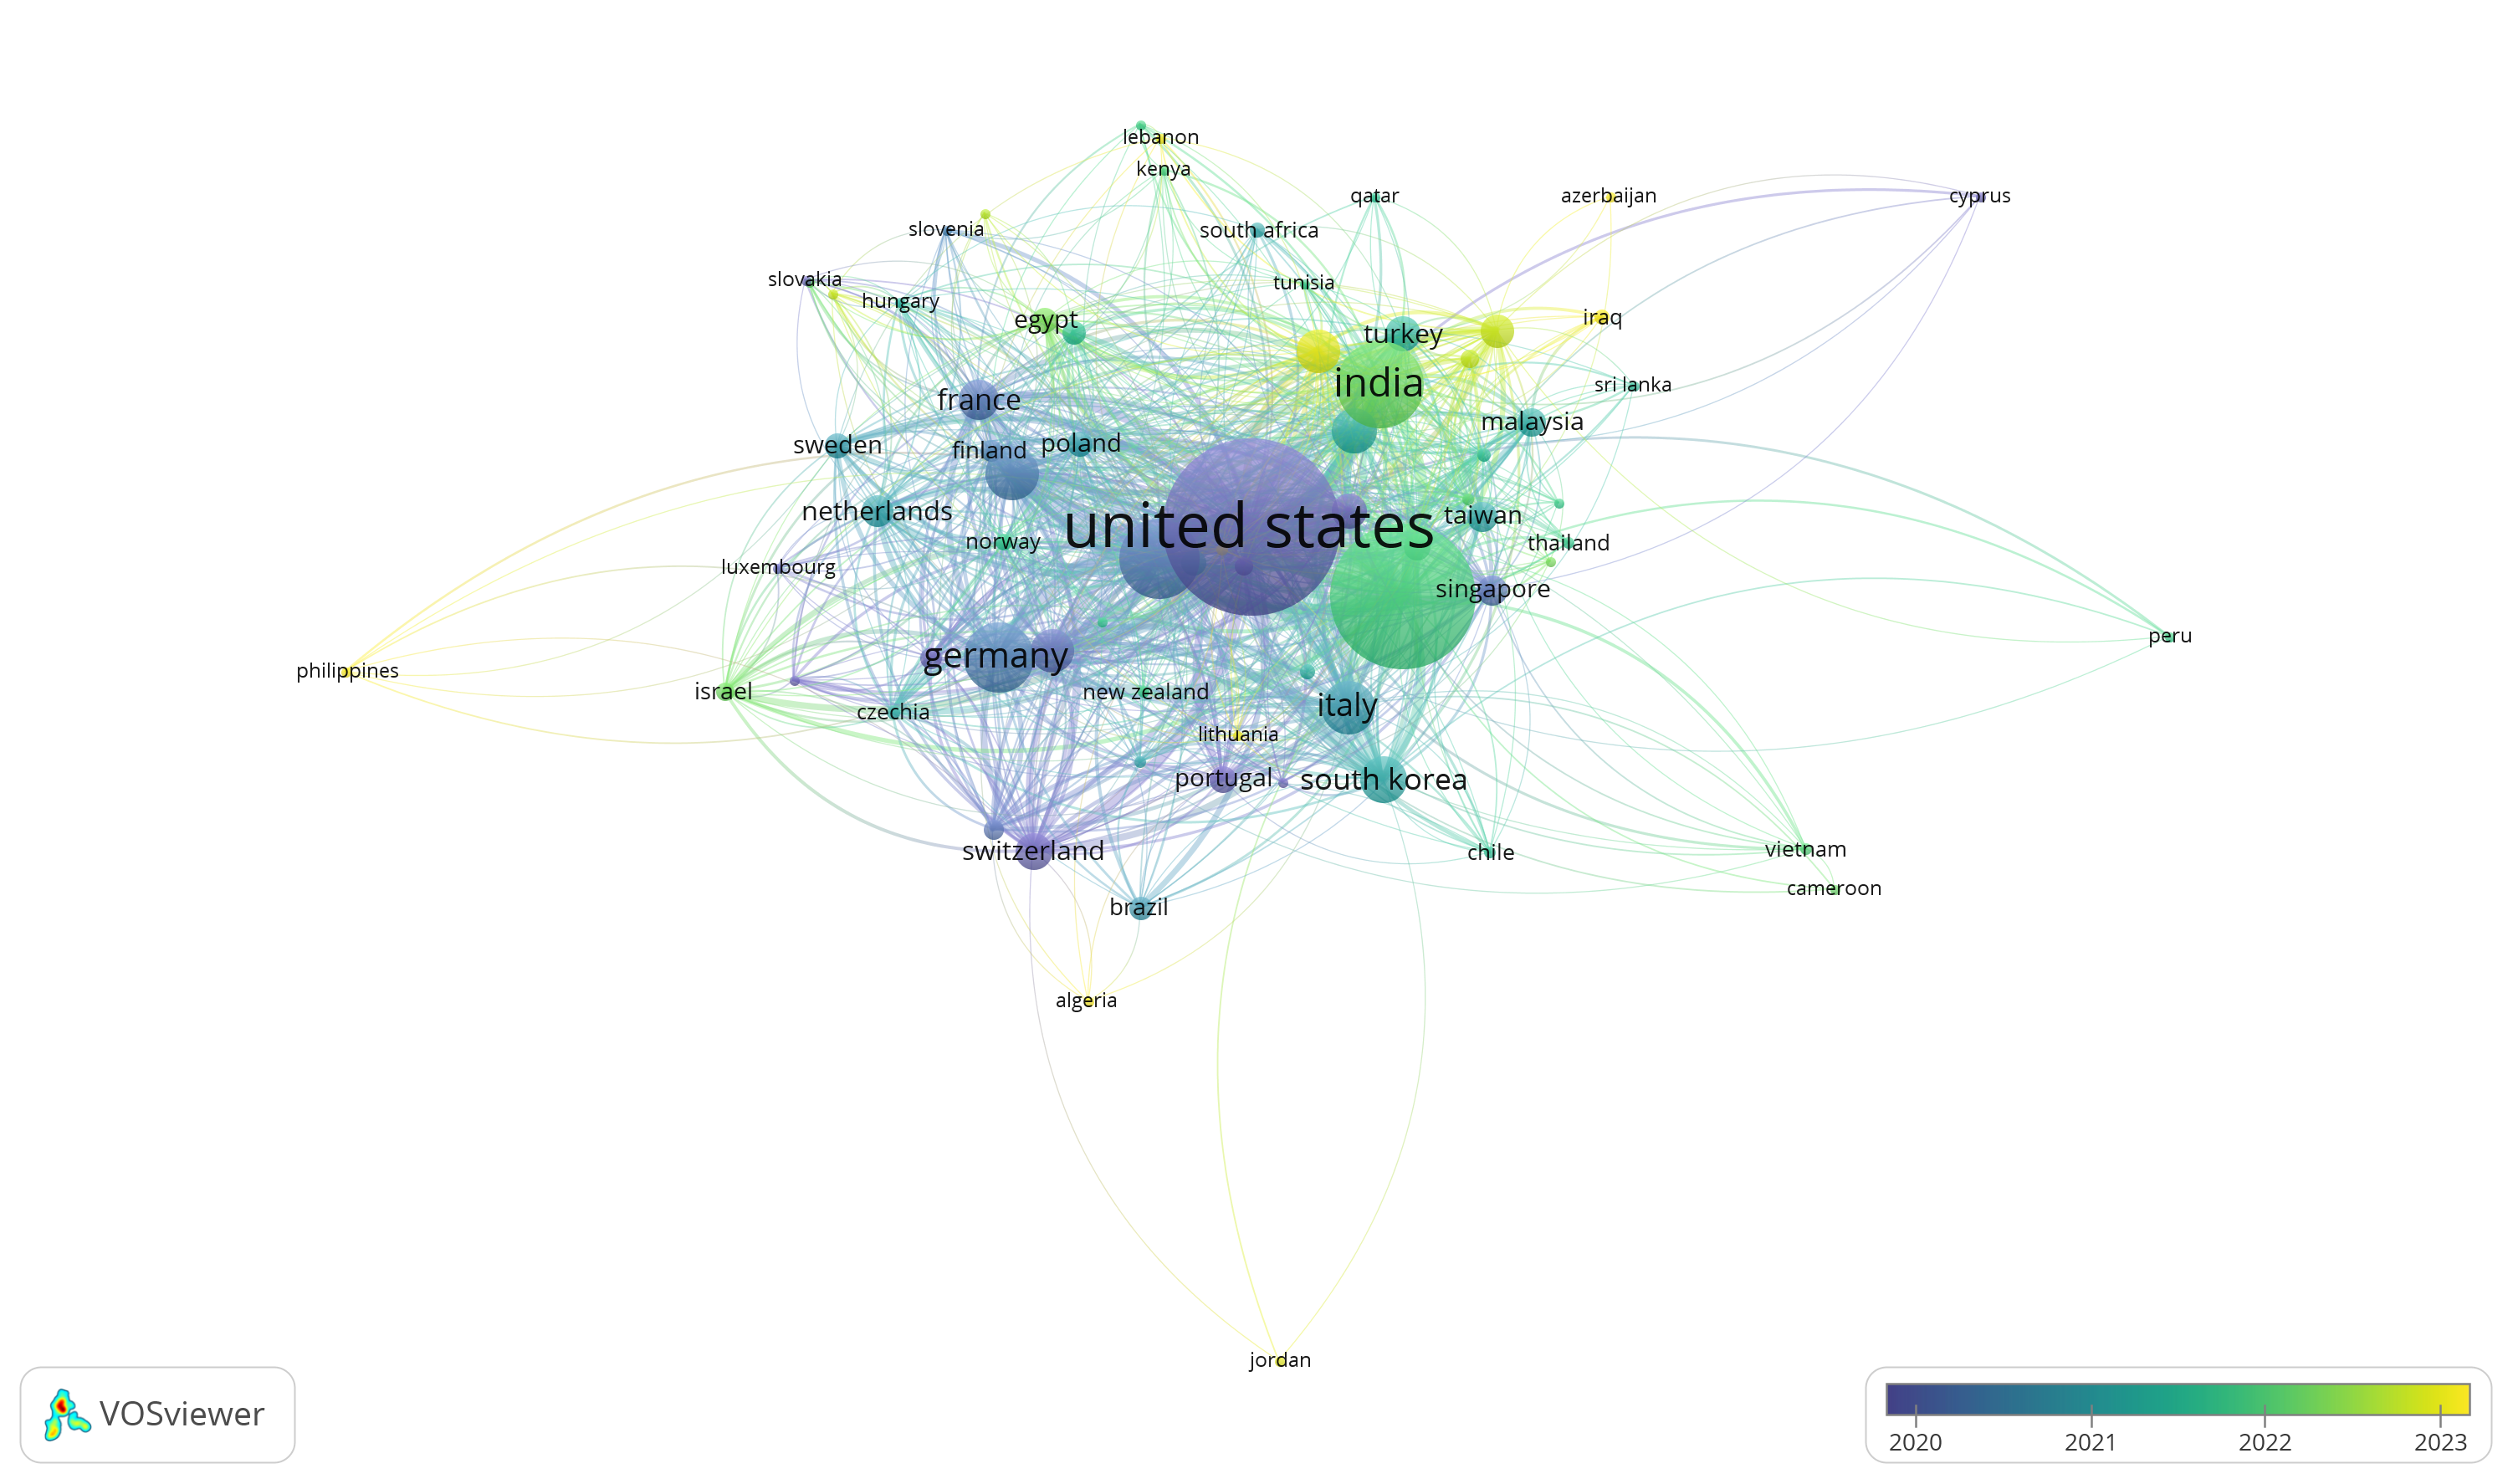 lebanon
kenya
qatar
azerbaijan
cyprus
slovenia
south africa
slovakia
tunisia
hungary
egypt
iraq
turkey
india
sri lanka
france
malaysia
sweden
finland
poland
netherlands
united states
taiwan
norway
thailand
luxembourg
singapore
peru
germany
philippines
israel
new zealand
czechia
italy
lithuania
portugal
south korea
switzerland
chile
vietnam
cameroon
brazil
algeria
jordan
VOSviewer
2020 2021 2022 2023